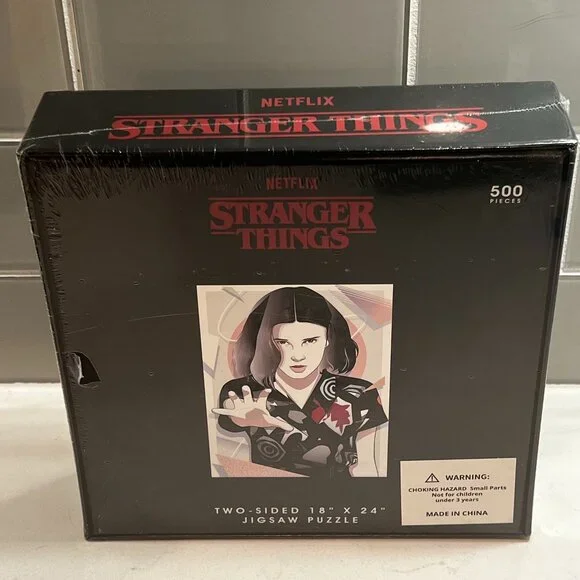 NETFLIX
STRANGER THINGS
NETFLIX
STRANGER
THINGS
500
PIECES
TWO-SIDED 18" X 24"
JIGSAW PUZZLE
WARNING:
CHOKING HAZARD Small Parts
Not for children
under 3 years
MADE IN CHINA